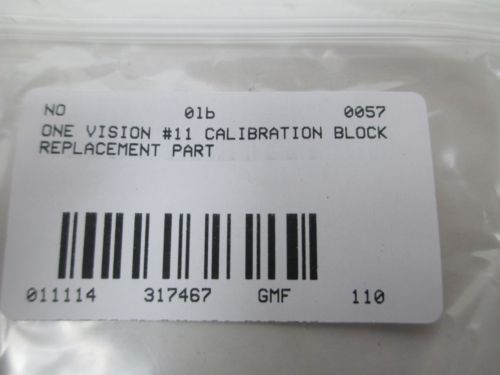 NO 01b 0057
ONE VISION #11 CALIBRATION BLOCK
REPLACEMENT PART
011114 317467 GMF 110